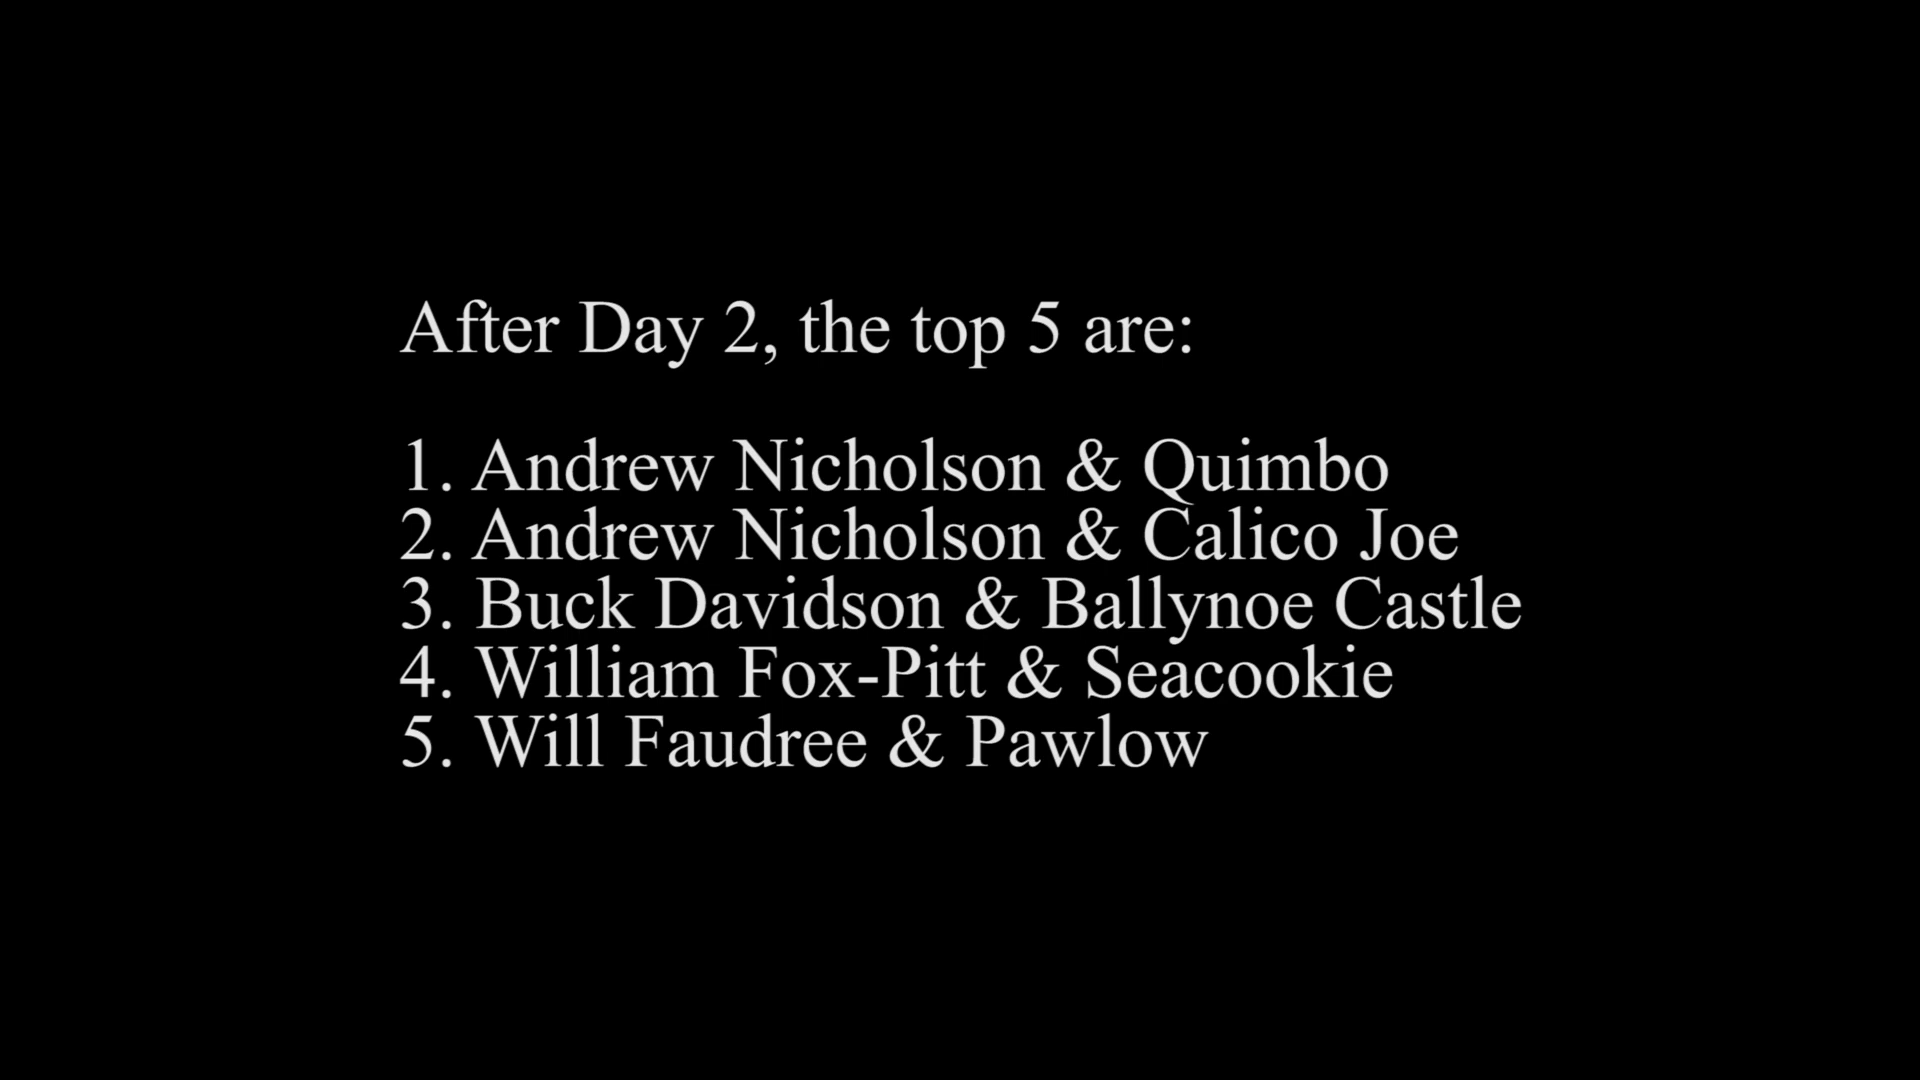 After Day 2, the top 5 are:
1. Andrew Nicholson & Quimbo
2. Andrew Nicholson & Calico Joe
3. Buck Davidson & Ballynoe Castle
4. William Fox-Pitt & Seacookie
5. Will Faudree & Pawlow